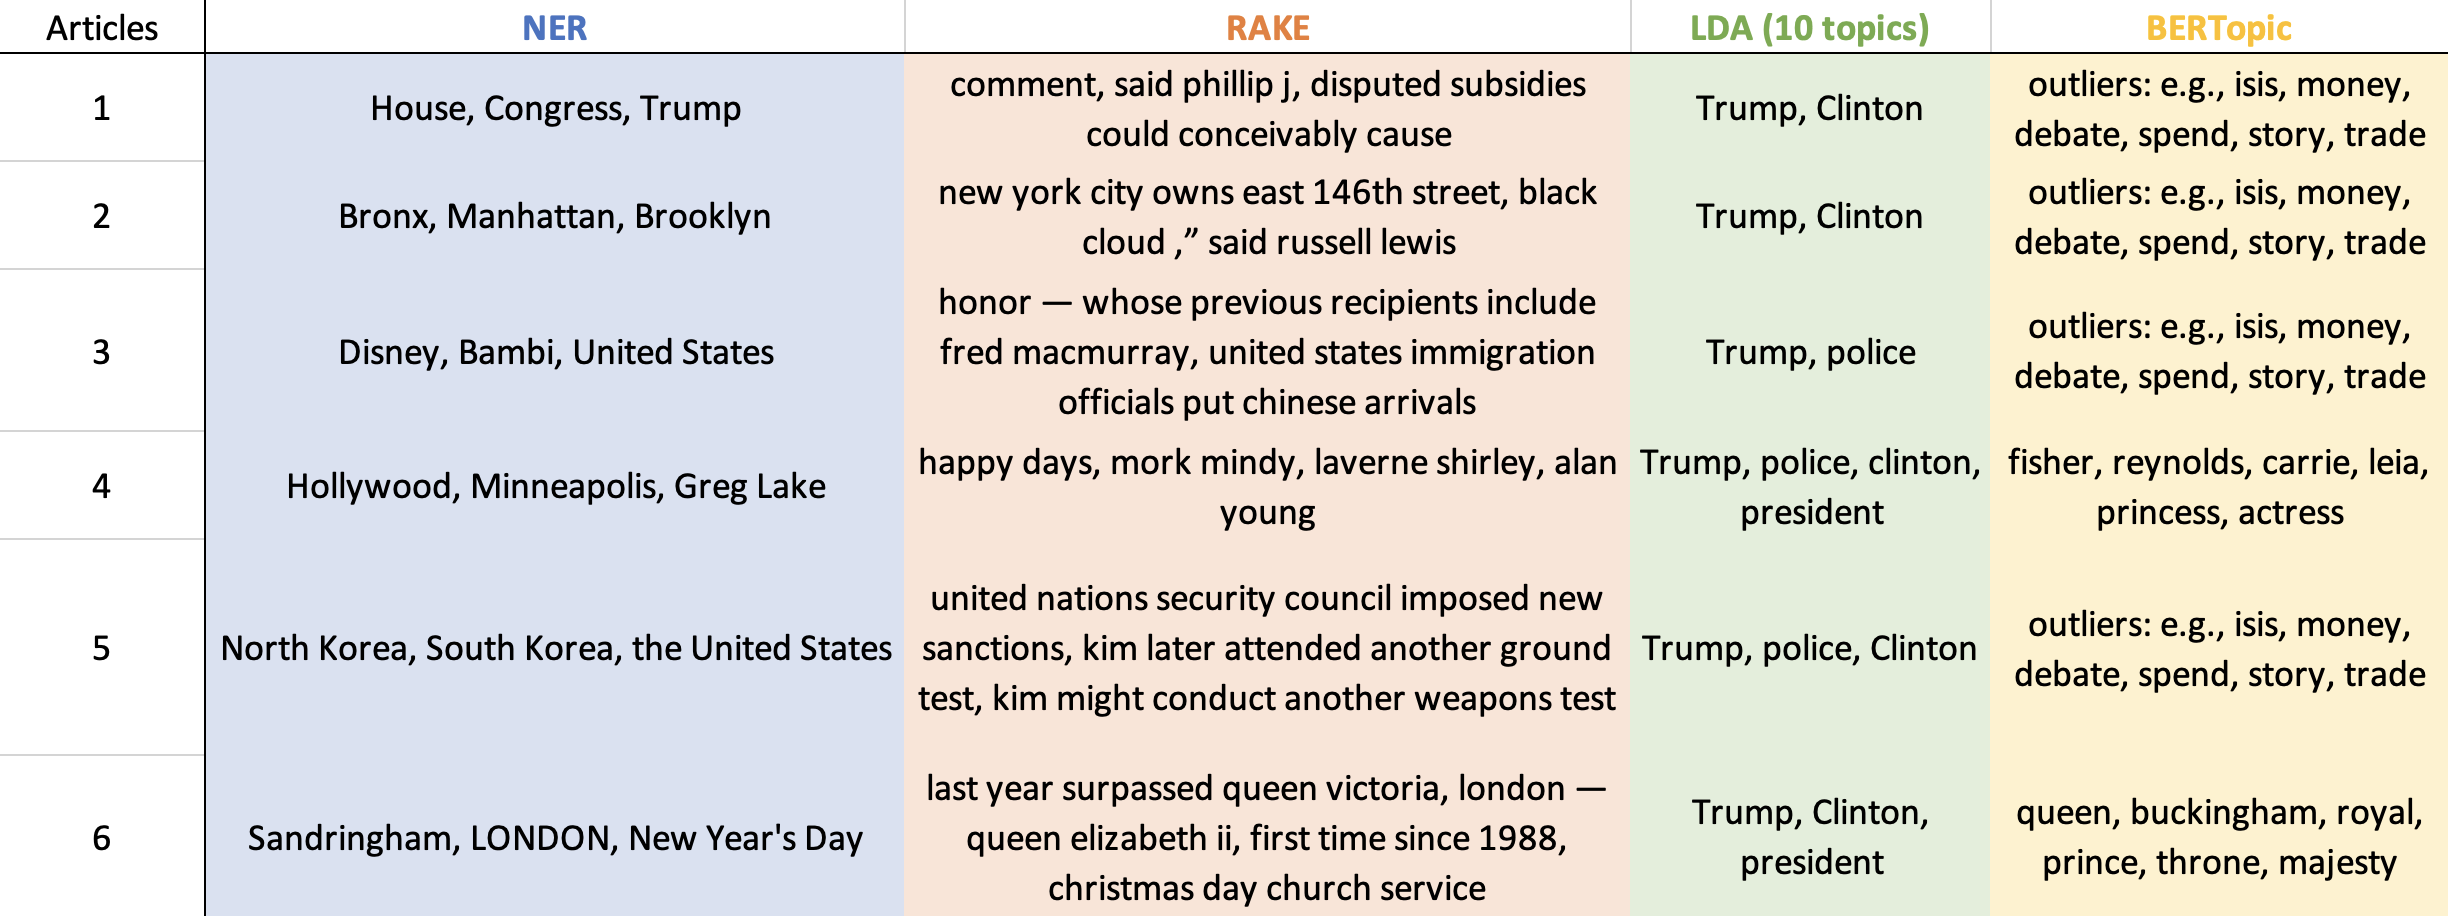 Articles
NER
RAKE
LDA (10 topics)
BERTopic
1
House, Congress, Trump
comment, said phillip j, disputed subsidies
could conceivably cause
Trump, Clinton
outliers: e.g., isis, money,
debate, spend, story, trade
2
Bronx, Manhattan, Brooklyn
new york city owns east 146th street, black
cloud ,” said russell lewis
Trump, Clinton
outliers: e.g., isis, money,
debate, spend, story, trade
3
Disney, Bambi, United States
honor — whose previous recipients include
fred macmurray, united states immigration
officials put chinese arrivals
Trump, police
outliers: e.g., isis, money,
debate, spend, story, trade
4
Hollywood, Minneapolis, Greg Lake
happy days, mork mindy, laverne shirley, alan
young
Trump, police, clinton,
president
fisher, reynolds, carrie, leia,
princess, actress
5
North Korea, South Korea, the United States
united nations security council imposed new
sanctions, kim later attended another ground
test, kim might conduct another weapons test
Trump, police, Clinton
outliers: e.g., isis, money,
debate, spend, story, trade
6
Sandringham, LONDON, New Year's Day
last year surpassed queen victoria, london —
queen elizabeth ii, first time since 1988,
christmas day church service
Trump, Clinton,
president
queen, buckingham, royal,
prince, throne, majesty